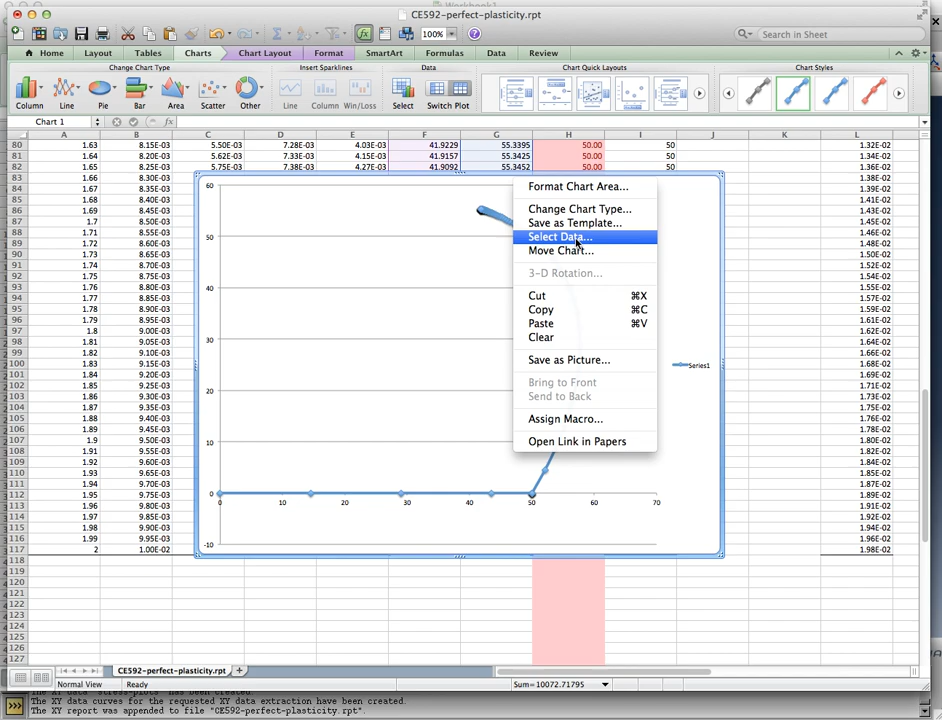 Workbook1
CE592-perfect-plasticity.rpt
100%
Search in Sheet
Home Layout Tables Charts Chart Layout Format SmartArt Formulas Data Review
Change Chart Type Insert Sparklines Data Chart Quick Layouts Chart Styles
Column Line Pie Bar Area Scatter Other Line Column Win/Loss Select Switch Plot
Chart 1 fx
A B C D E F G H I J K L
80 1.63 8.15E-03 5.50E-03 7.28E-03 4.03E-03 41.9229 55.3395 50.00 50 1.32E-02
81 1.64 8.20E-03 5.62E-03 7.33E-03 4.15E-03 41.9157 55.3425 50.00 50 1.34E-02
82 1.65 8.25E-03 5.75E-03 7.38E-03 4.27E-03 41.9092 55.3452 50.00 50 1.36E-02
83 1.66 8.30E-03 1.38E-02
84 1.67 8.35E-03 1.39E-02
85 1.68 8.40E-03 1.41E-02
86 1.69 8.45E-03 1.43E-02
87 1.7 8.50E-03 1.45E-02
88 1.71 8.55E-03 1.47E-02
89 1.72 8.60E-03 1.48E-02
90 1.73 8.65E-03 1.50E-02
91 1.74 8.70E-03 1.52E-02
92 1.75 8.75E-03 1.54E-02
93 1.76 8.80E-03 1.55E-02
94 1.77 8.85E-03 1.57E-02
95 1.78 8.90E-03 1.59E-02
96 1.79 8.95E-03 1.61E-02
97 1.8 9.00E-03 1.62E-02
98 1.81 9.05E-03 1.64E-02
99 1.82 9.10E-03 1.66E-02
100 1.83 9.15E-03 1.68E-02
101 1.84 9.20E-03 1.69E-02
102 1.85 9.25E-03 1.71E-02
103 1.86 9.30E-03 1.73E-02
104 1.87 9.35E-03 1.75E-02
105 1.88 9.40E-03 1.76E-02
106 1.89 9.45E-03 1.78E-02
107 1.9 9.50E-03 1.80E-02
108 1.91 9.55E-03 1.82E-02
109 1.92 9.60E-03 1.84E-02
110 1.93 9.65E-03 1.85E-02
111 1.94 9.70E-03 1.87E-02
112 1.95 9.75E-03 1.89E-02
113 1.96 9.80E-03 1.91E-02
114 1.97 9.85E-03 1.92E-02
115 1.98 9.90E-03 1.94E-02
116 1.99 9.95E-03 1.96E-02
117 2 1.00E-02 1.98E-02
118
119
120
121
122
123
124
125
126
127
60
50
40
30
20
10
0
-10
0 10 20 30 40 50 60 70
Series1
Format Chart Area...
Change Chart Type...
Save as Template...
Select Data...
Move Chart...
3-D Rotation...
Cut ⌘X
Copy ⌘C
Paste ⌘V
Clear
Save as Picture...
Bring to Front
Send to Back
Assign Macro...
Open Link in Papers
CE592-perfect-plasticity.rpt
Normal View Ready Sum=10072.71795
The XY data "stress-plots" has been created.
The XY data curves for the requested XY data extraction have been created.
The XY report was appended to file "CE592-perfect-plasticity.rpt".